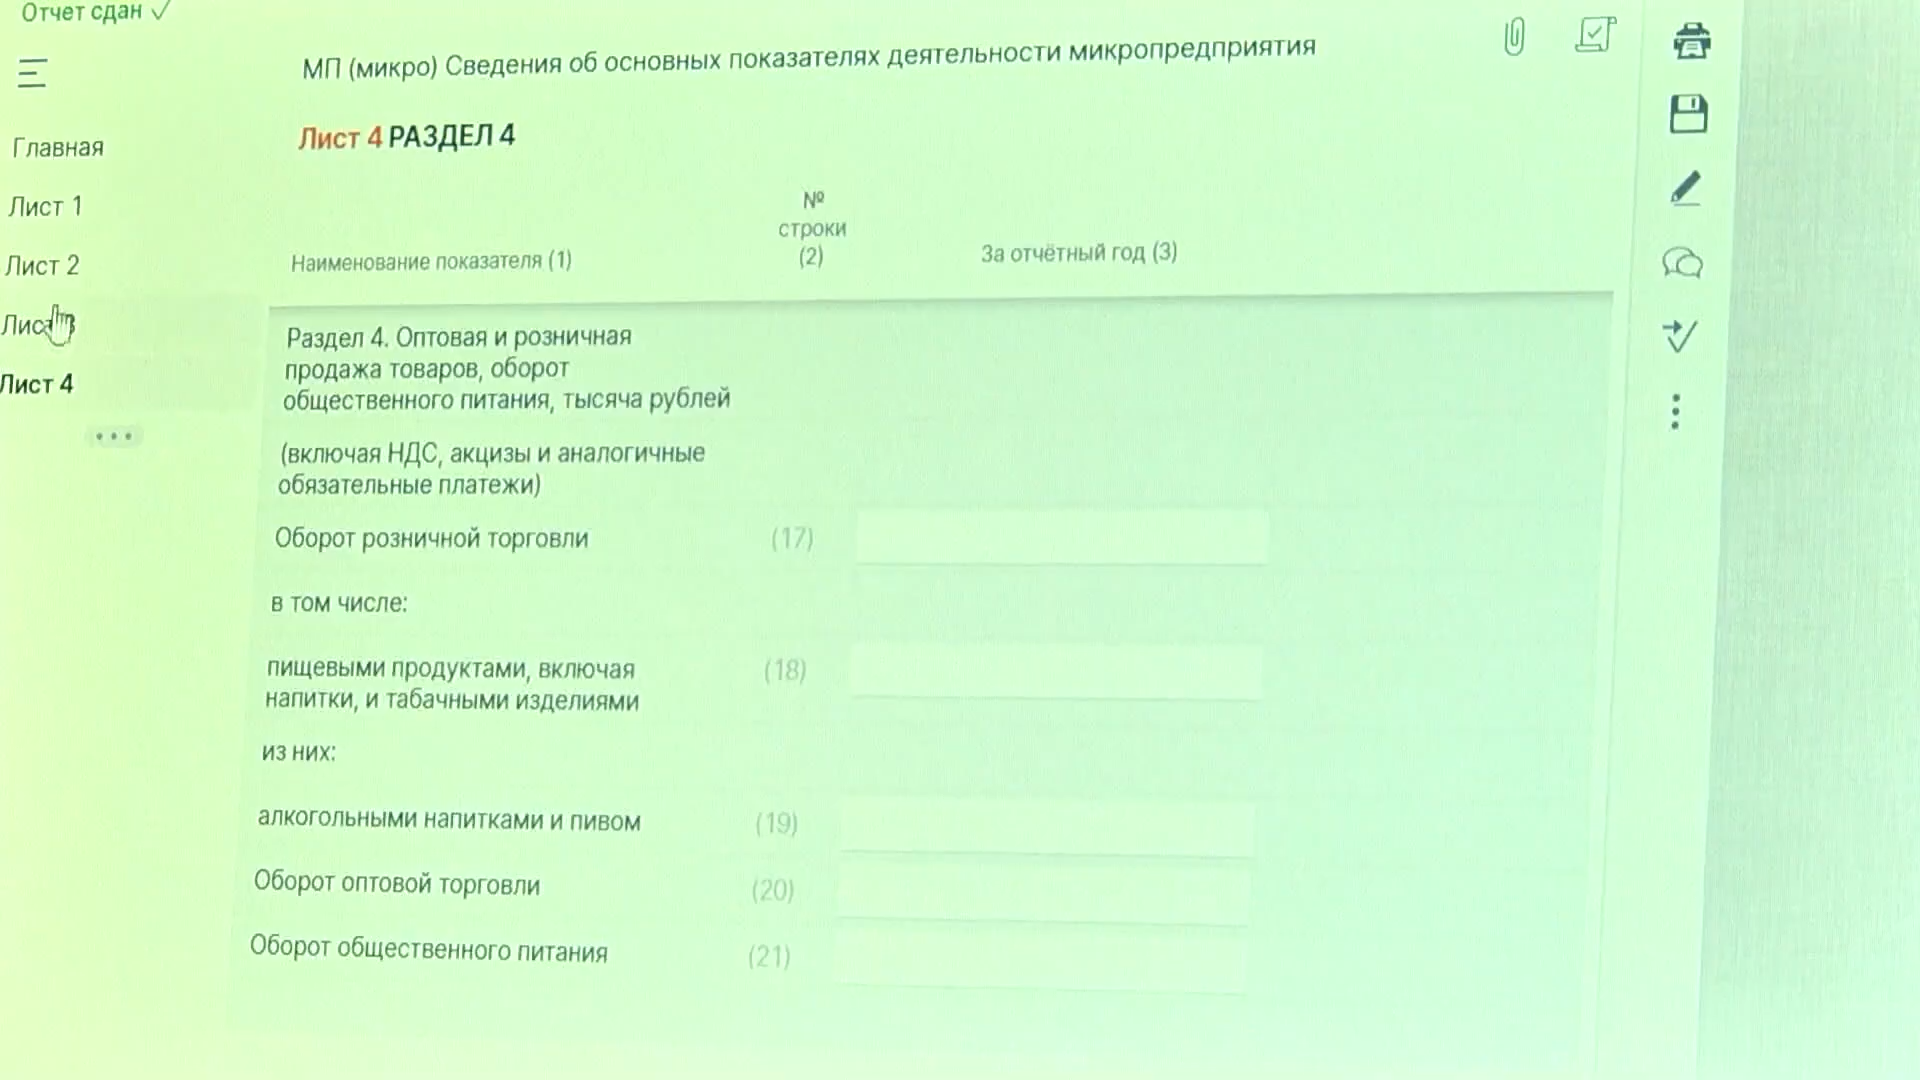 Отчет сдан
МП (микро) Сведения об основных показателях деятельности микропредприятия
Главная
Лист 1
Лист 2
Лист 3
Лист 4
Лист 4 РАЗДЕЛ 4
Наименование показателя (1)
№
строки
(2)
За отчётный год (3)
Раздел 4. Оптовая и розничная
продажа товаров, оборот
общественного питания, тысяча рублей
(включая НДС, акцизы и аналогичные
обязательные платежи)
Оборот розничной торговли (17)
в том числе:
пищевыми продуктами, включая (18)
напитки, и табачными изделиями
из них:
алкогольными напитками и пивом (19)
Оборот оптовой торговли (20)
Оборот общественного питания (21)